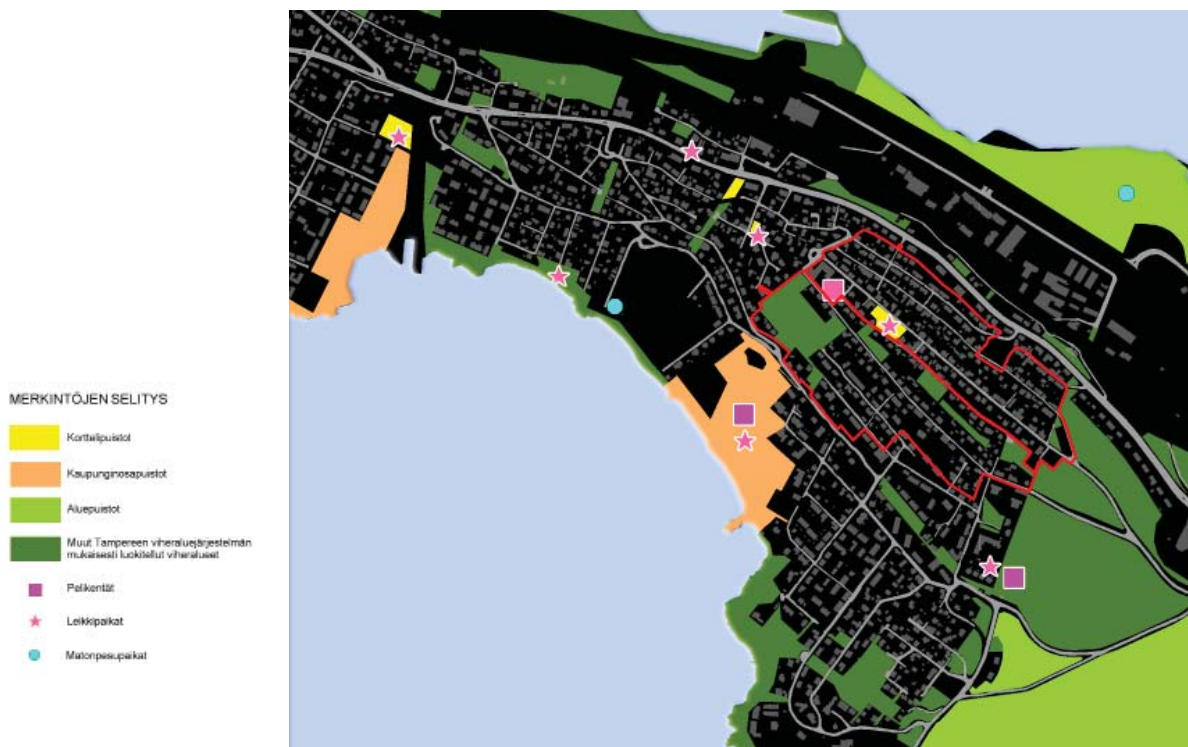 MERKINTÖJEN SELITYS
Korttelipuistot
Kaupunginosapuistot
Aluepuistot
Muut Tampereen viheraluejärjestelmän
mukaisesti luokitellut viheralueet
Pelikentät
Leikkipaikat
Matonpesupaikat